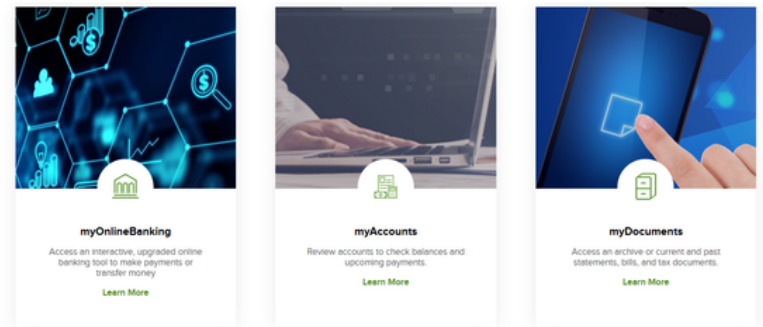 myOnlineBanking
Access an interactive, upgraded online
banking tool to make payments or
transfer money
Learn More
myAccounts
Review accounts to check balances and
upcoming payments.
Learn More
myDocuments
Access an archive or current and past
statements, bills, and tax documents.
Learn More